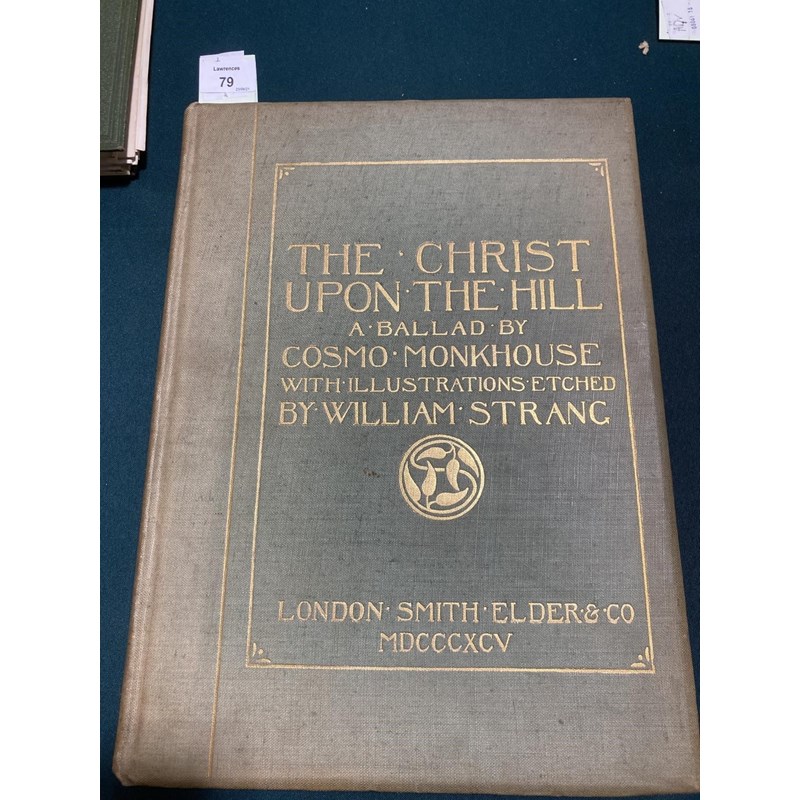 Lawrences
79
THE · CHRIST
UPON · THE · HILL
A · BALLAD · BY
COSMO · MONKHOUSE
WITH · ILLUSTRATIONS · ETCHED
BY · WILLIAM · STRANG
LONDON · SMITH · ELDER · & · CO
MDCCCXCV